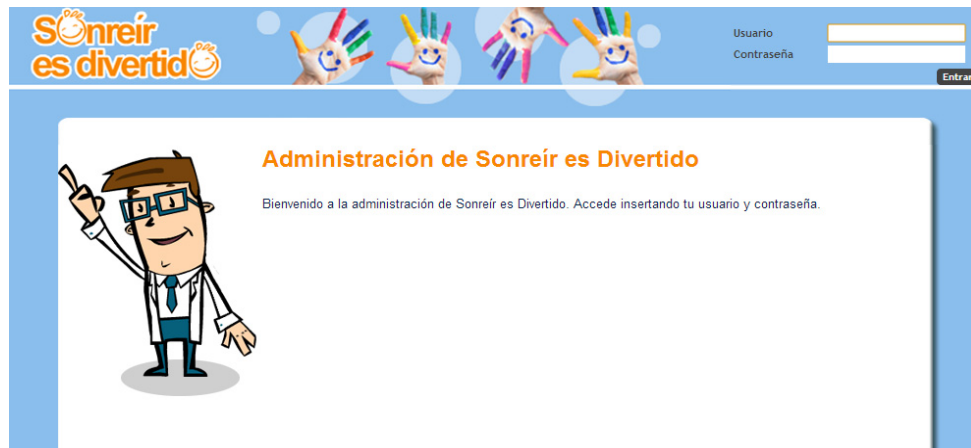 Sonreír
es divertido
Usuario
Contraseña
Entrar
Administración de Sonreír es Divertido
Bienvenido a la administración de Sonreír es Divertido. Accede insertando tu usuario y contraseña.